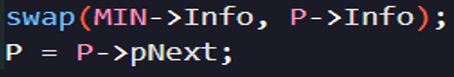 swap(MIN->Info, P->Info);
P = P->pNext;